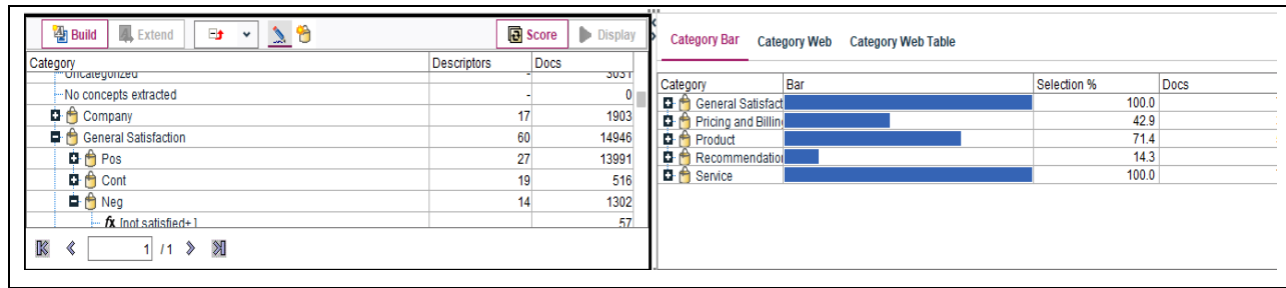 Build Extend Score Display
Category Descriptors Docs
Uncategorized - 3031
No concepts extracted - 0
Company 17 1903
General Satisfaction 60 14946
Pos 27 13991
Cont 19 516
Neg 14 1302
fx [not satisfied+] 57
1 / 1
Category Bar Category Web Category Web Table
Category Bar Selection % Docs
General Satisfact 100.0
Pricing and Billin 42.9
Product 71.4
Recommendation 14.3
Service 100.0